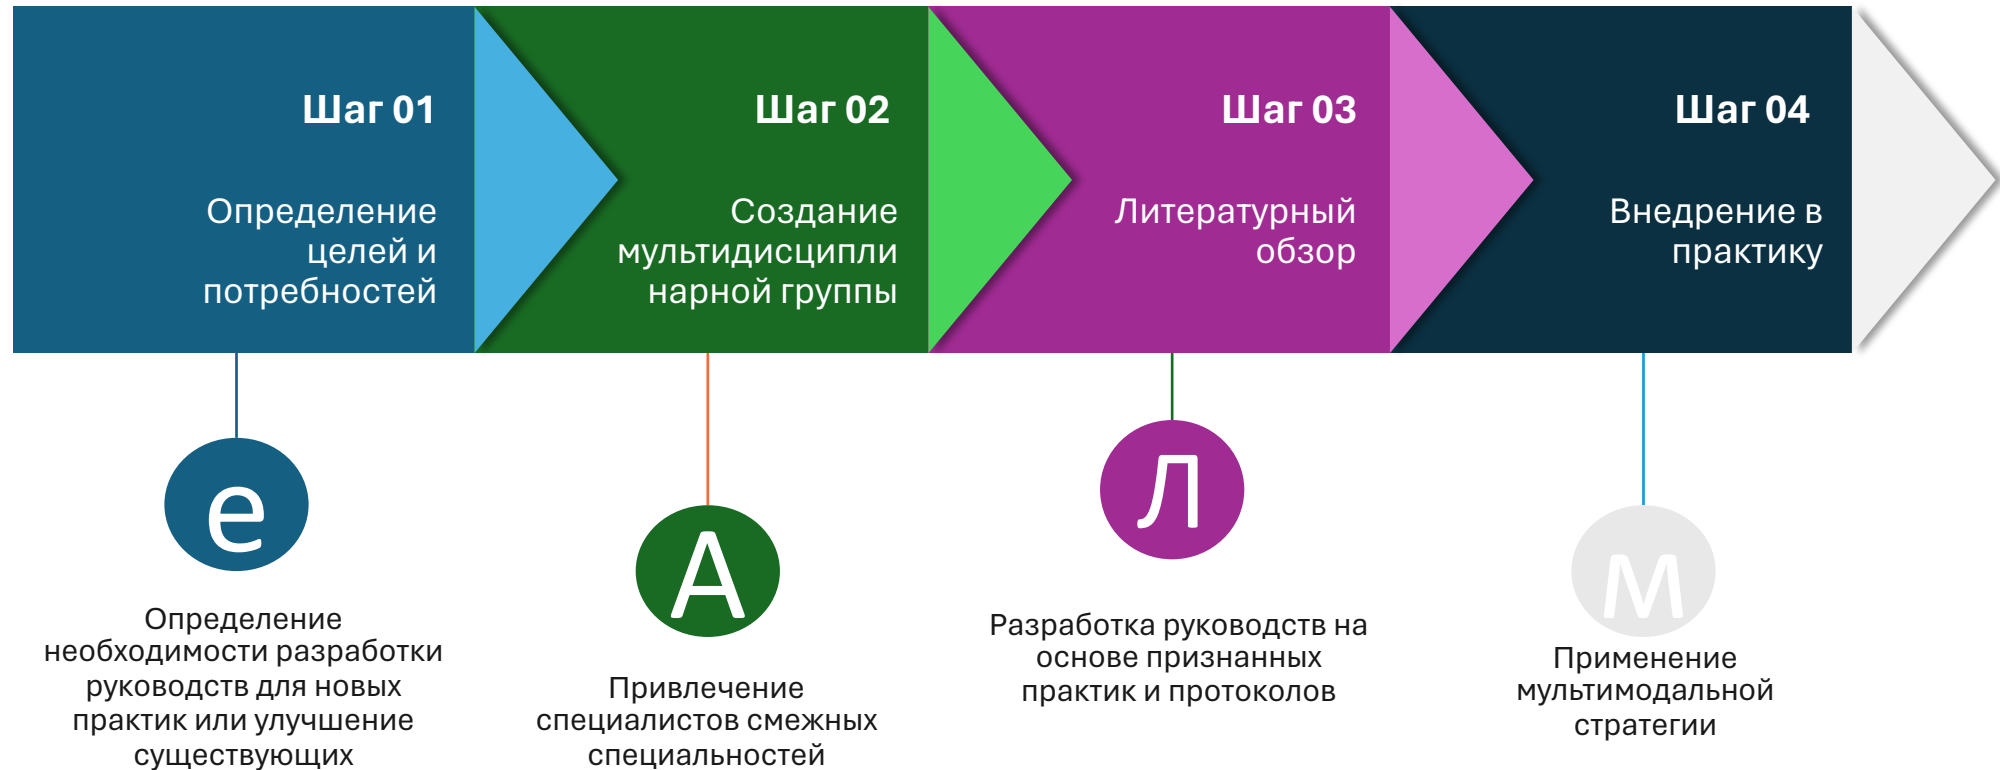 Шаг 01
Определение
целей и
потребностей
Шаг 02
Создание
мультидисципли
нарной группы
Шаг 03
Литературный
обзор
Шаг 04
Внедрение в
практику
е
Определение
необходимости разработки
руководств для новых
практик или улучшение
существующих
А
Привлечение
специалистов смежных
специальностей
Л
Разработка руководств на
основе признанных
практик и протоколов
м
Применение
мультимодальной
стратегии